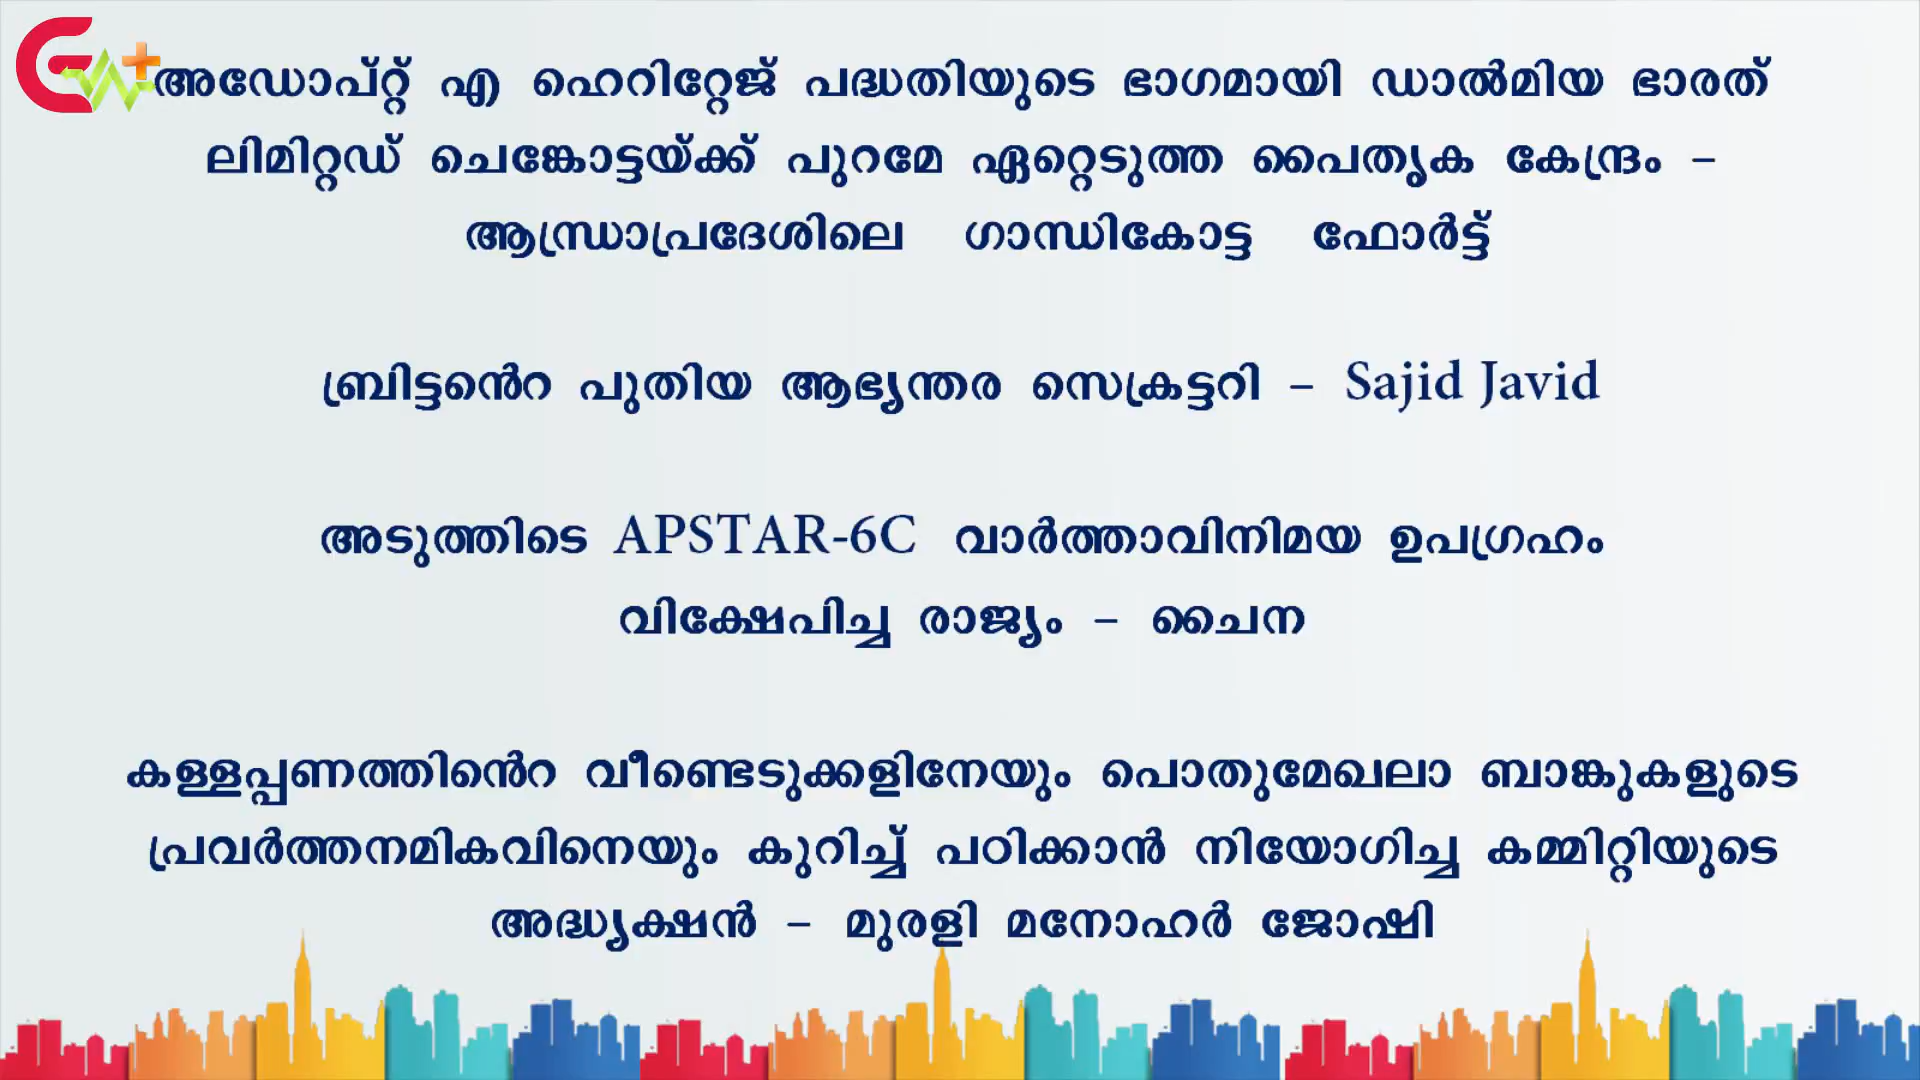 അഡോപ്റ്റ് എ ഹെറിറ്റേജ് പദ്ധതിയുടെ ഭാഗമായി ഡാൽമിയ ഭാരത്
ലിമിറ്റഡ് ചെങ്കോട്ടയ്ക്ക് പുറമേ ഏറ്റെടുത്ത പൈതൃക കേന്ദ്രം –
ആന്ധ്രാപ്രദേശിലെ ഗാന്ധികോട്ട ഫോർട്ട്
ബ്രിട്ടന്റെ പുതിയ ആഭ്യന്തര സെക്രട്ടറി – Sajid Javid
അടുത്തിടെ APSTAR-6C വാർത്താവിനിമയ ഉപഗ്രഹം
വിക്ഷേപിച്ച രാജ്യം – ചൈന
കള്ളപ്പണത്തിന്റെ വീണ്ടെടുക്കളിനേയും പൊതുമേഖലാ ബാങ്കുകളുടെ
പ്രവർത്തനമികവിനെയും കുറിച്ച് പഠിക്കാൻ നിയോഗിച്ച കമ്മിറ്റിയുടെ
അദ്ധ്യക്ഷൻ – മുരളി മനോഹർ ജോഷി